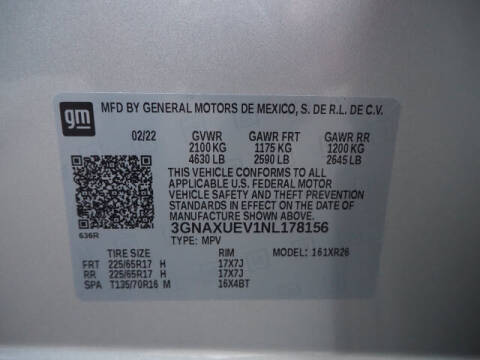 gm
MFD BY GENERAL MOTORS DE MEXICO, S. DE R.L. DE C.V.
02/22 GVWR GAWR FRT GAWR RR
2100 KG 1175 KG 1200 KG
4630 LB 2590 LB 2645 LB
THIS VEHICLE CONFORMS TO ALL
APPLICABLE U.S. FEDERAL MOTOR
VEHICLE SAFETY AND THEFT PREVENTION
STANDARDS IN EFFECT ON THE DATE OF
MANUFACTURE SHOWN ABOVE.
636R 3GNAXUEV1NL178156
TYPE: MPV MODEL: 161XR26
TIRE SIZE RIM
FRT 225/65R17 H 17X7J
RR 225/65R17 H 17X7J
SPA T135/70R16 M 16X4BT